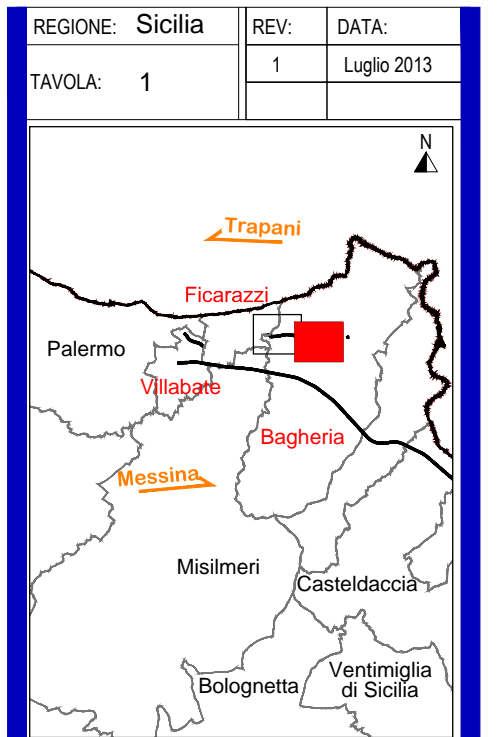 REGIONE: Sicilia
REV: DATA:
TAVOLA: 1
1 Luglio 2013
N
Trapani
Ficarazzi
Palermo
Villabate
Bagheria
Messina
Misilmeri
Casteldaccia
Bolognetta
Ventimiglia
di Sicilia